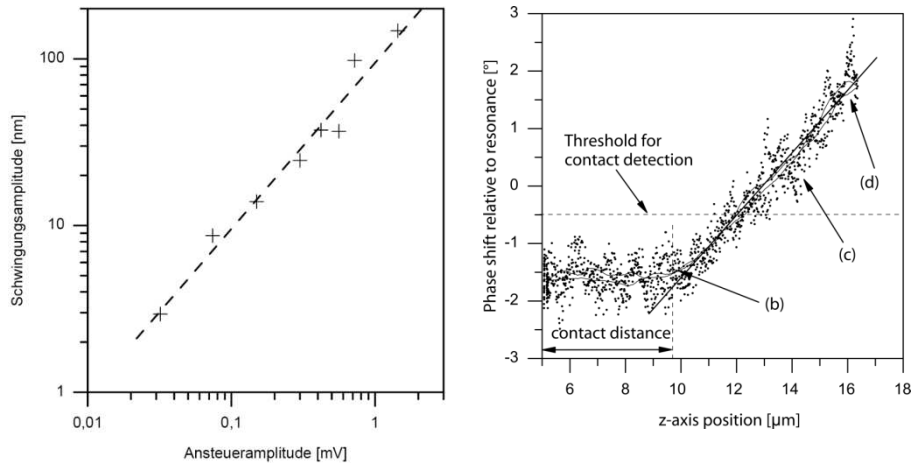 Schwingungsamplitude [nm]
100
10
1
0,01
0,1
1
Ansteueramplitude [mV]
Phase shift relative to resonance [°]
3
2
1
0
-1
-2
-3
Threshold for
contact detection
(d)
(c)
(b)
contact distance
6
8
10
12
14
16
18
z-axis position [µm]